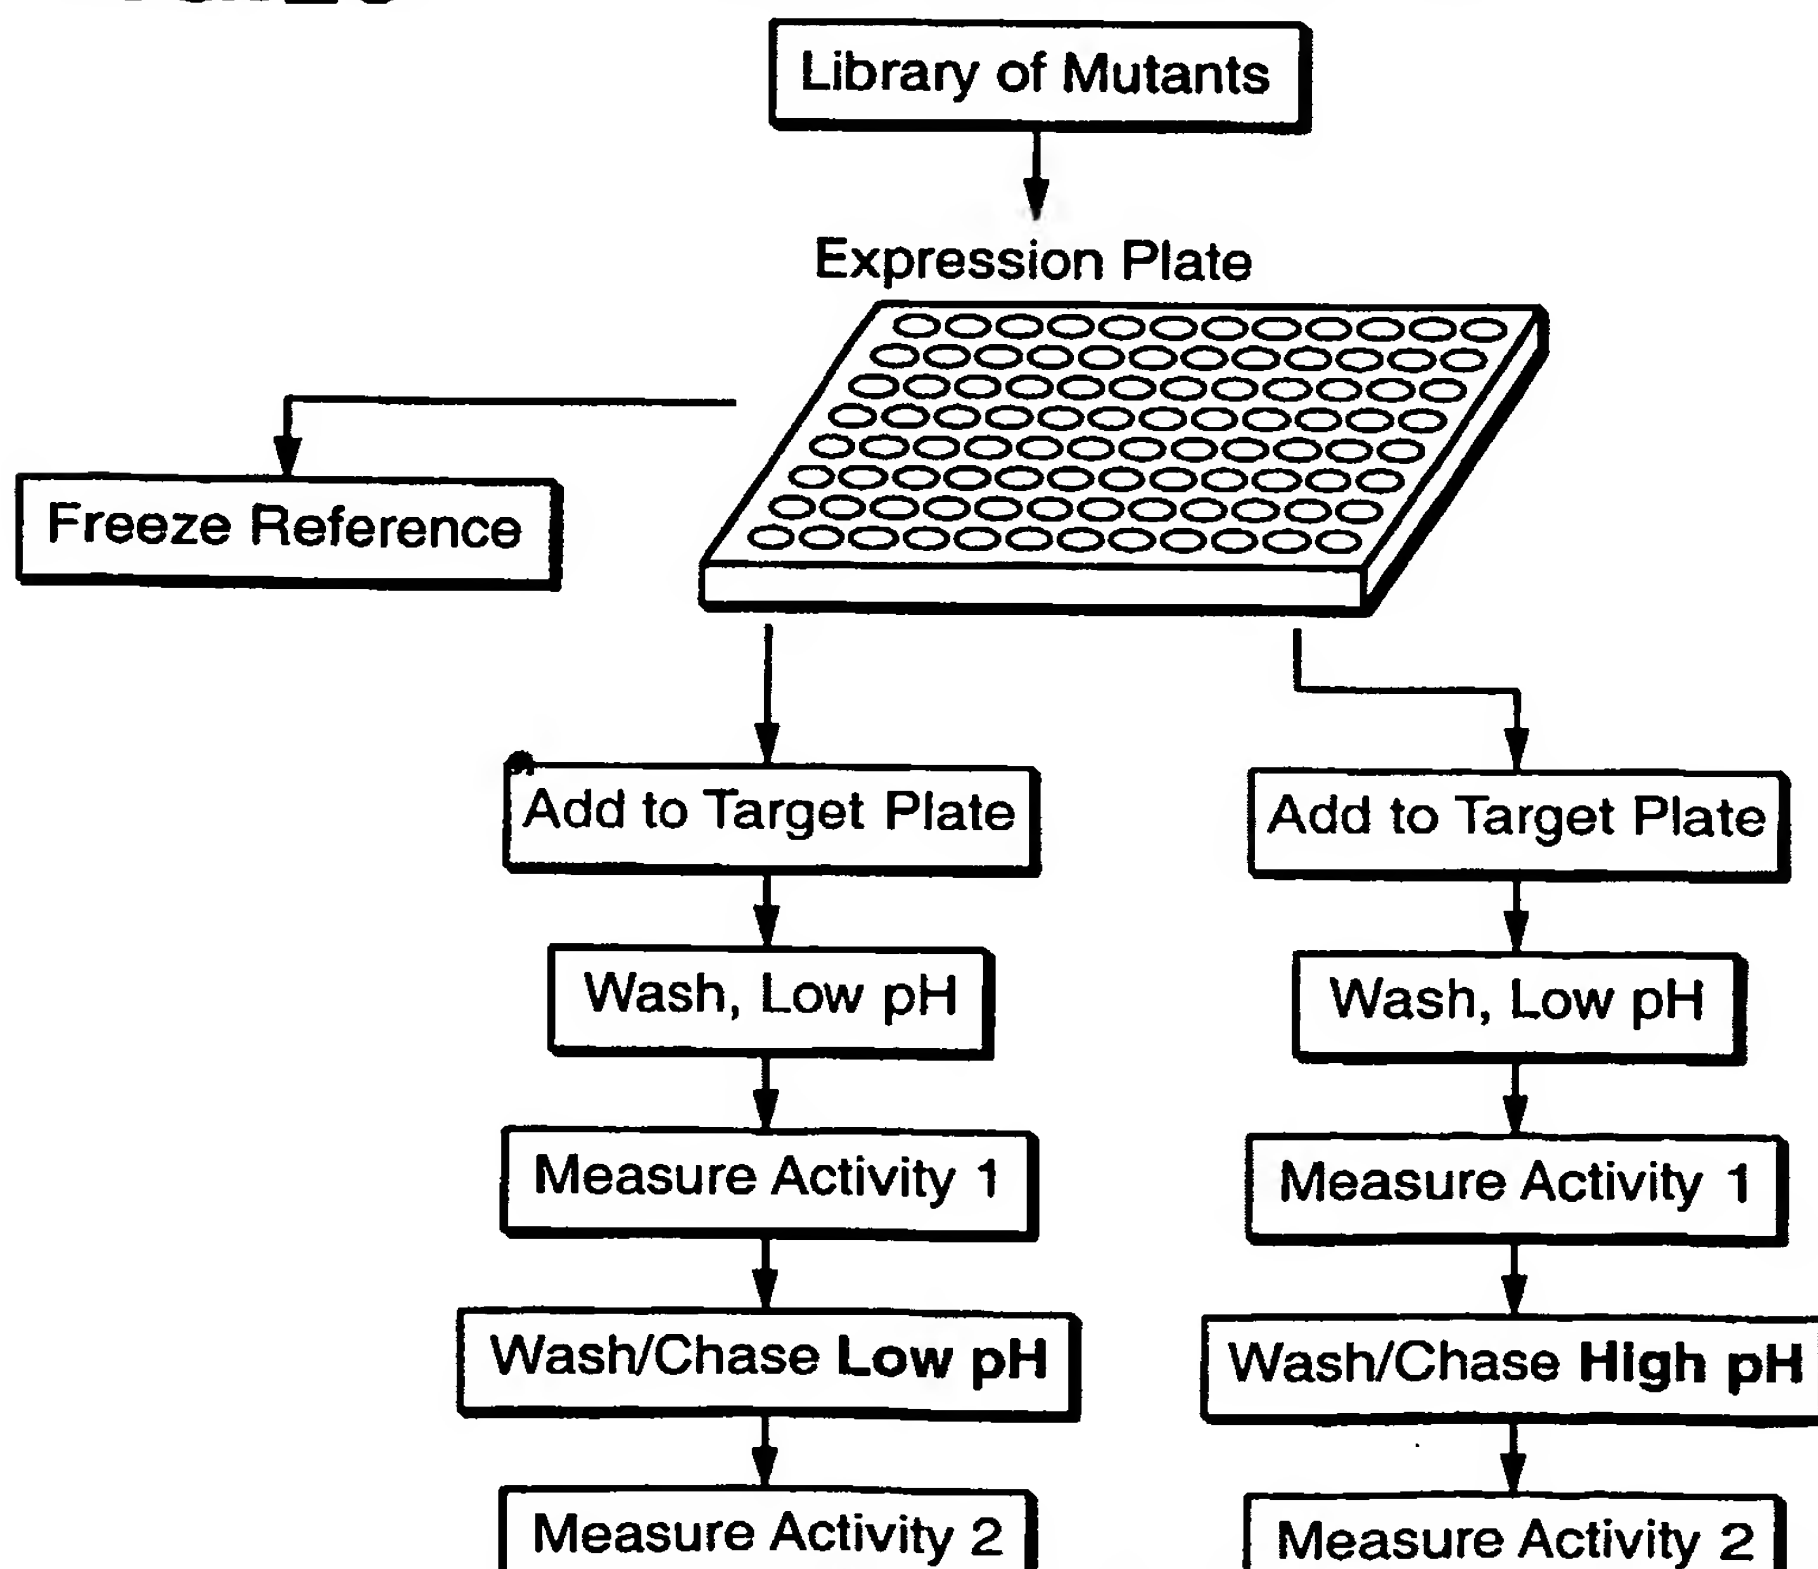 Library of Mutants
Expression Plate
Freeze Reference
Add to Target Plate
Add to Target Plate
Wash, Low pH
Wash, Low pH
Measure Activity 1
Measure Activity 1
Wash/Chase Low pH
Wash/Chase High pH
Measure Activity 2
Measure Activity 2